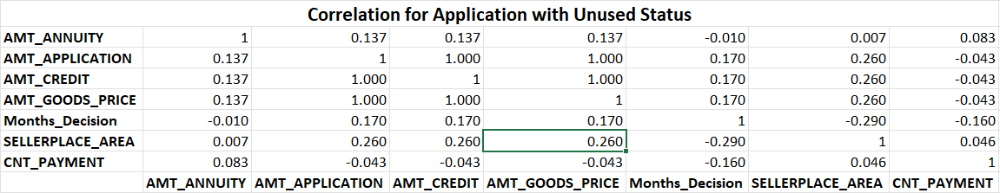 Correlation for Application with Unused Status
AMT_ANNUITY 1 0.137 0.137 0.137 -0.010 0.007 0.083
AMT_APPLICATION 0.137 1 1.000 1.000 0.170 0.260 -0.043
AMT_CREDIT 0.137 1.000 1 1.000 0.170 0.260 -0.043
AMT_GOODS_PRICE 0.137 1.000 1.000 1 0.170 0.260 -0.043
Months_Decision -0.010 0.170 0.170 0.170 1 -0.290 -0.160
SELLERPLACE_AREA 0.007 0.260 0.260 0.260 -0.290 1 0.046
CNT_PAYMENT 0.083 -0.043 -0.043 -0.043 -0.160 0.046 1
AMT_ANNUITY AMT_APPLICATION AMT_CREDIT AMT_GOODS_PRICE Months_Decision SELLERPLACE_AREA CNT_PAYMENT